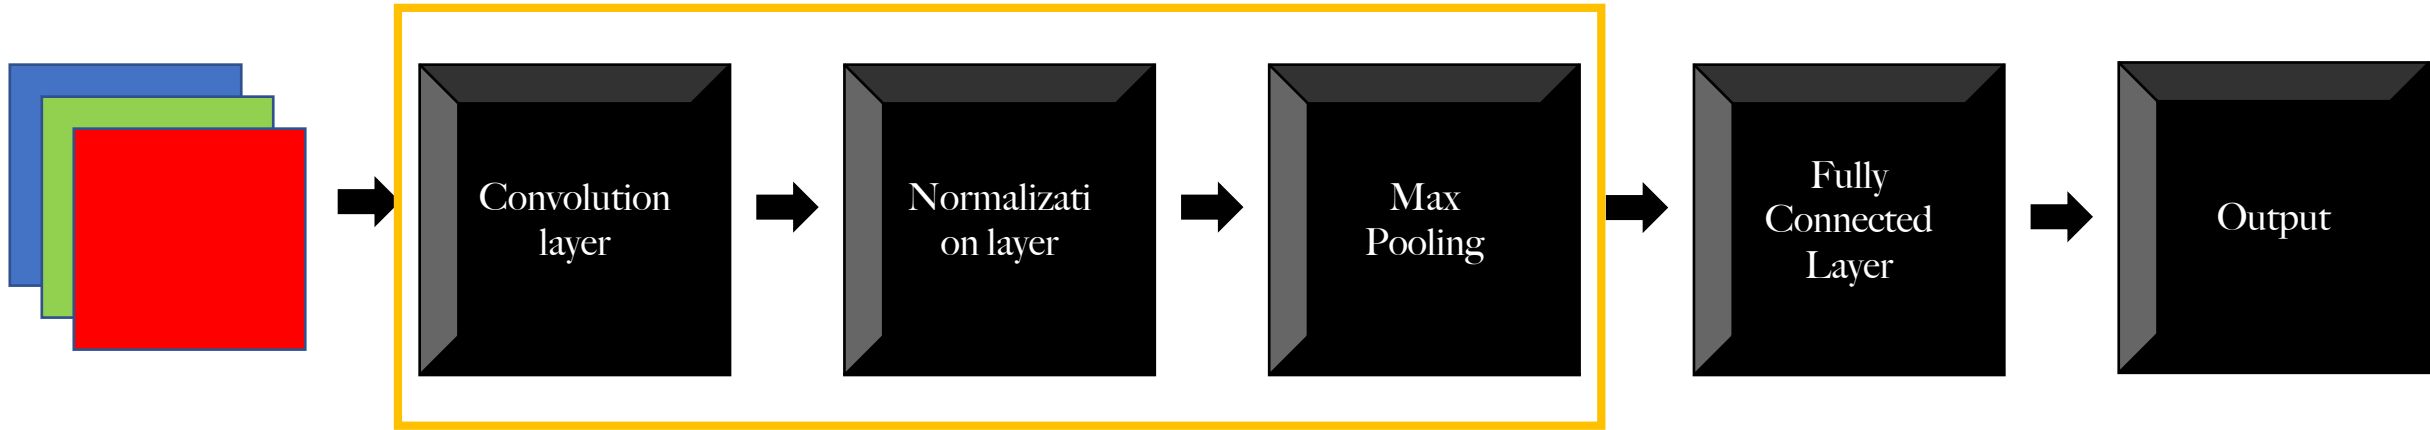 Convolution
layer
Normalizati
on layer
Max
Pooling
Fully
Connected
Layer
Output